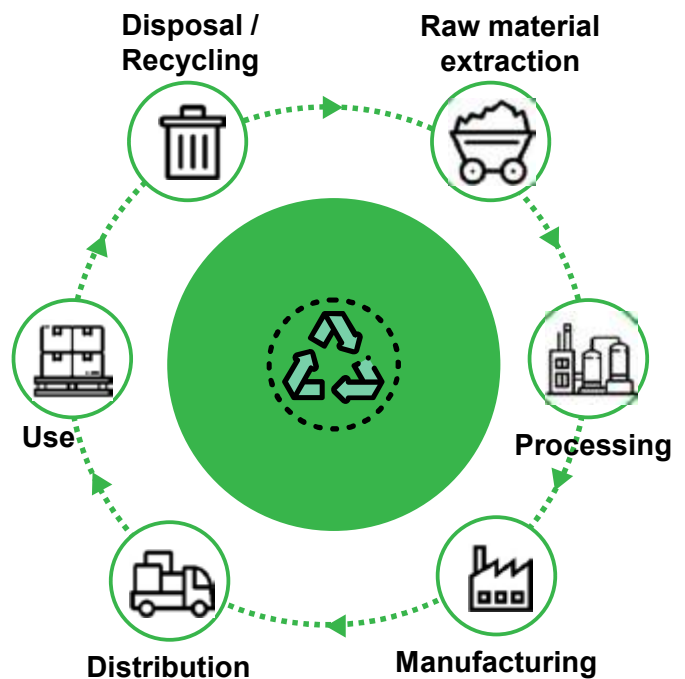 Disposal /
Recycling
Raw material
extraction
Use
Processing
Distribution
Manufacturing